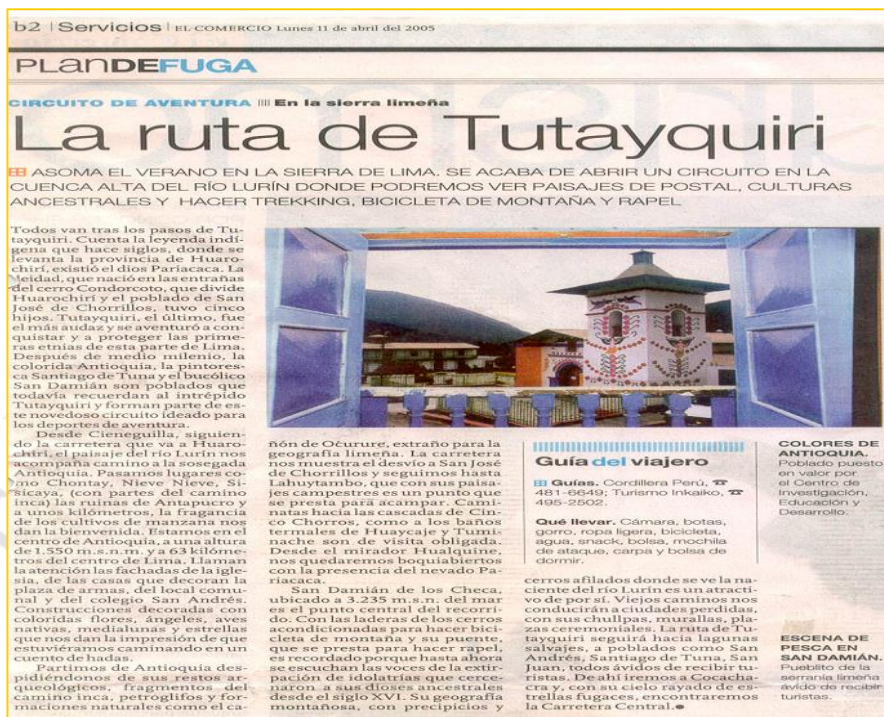 b2 | Servicios | EL COMERCIO Lunes 11 de abril del 2005
PLanDEFUGA
CIRCUITO DE AVENTURA En la sierra limeña
La ruta de Tutayquiri
ASOMA EL VERANO EN LA SIERRA DE LIMA. SE ACABA DE ABRIR UN CIRCUITO EN LA
CUENCA ALTA DEL RÍO LURÍN DONDE PODREMOS VER PAISAJES DE POSTAL, CULTURAS
ANCESTRALES Y HACER TREKKING, BICICLETA DE MONTAÑA Y RAPEL
Todos van tras los pasos de Tu-
tayquiri. Cuenta la leyenda indí-
gena que hace siglos, donde se
levanta la provincia de Huaro-
chirí, existió el dios Pariacaca. La
deidad, que nació en las entrañas
del cerro Condorcoto, que divide
Huarochirí y el poblado de San
José de Chorrillos, tuvo cinco
hijos. Tutayquiri, el último, fue
el más audaz y se aventuró a con-
quistar y a proteger las prime-
ras etnias de esta parte de Lima.
Después de medio milenio, la
colorida Antioquia, la pintores-
ca Santiago de Tuna y el bucólico
San Damián son poblados que
todavía recuerdan al intrépido
Tutayquiri y forman parte de es-
te novedoso circuito ideado para
los deportes de aventura.
Desde Cieneguilla, siguien-
do la carretera que va a Huaro-
chirí, el paisaje del río Lurín nos
acompaña camino a la sosegada
Antioquia. Pasamos lugares co-
mo Chontay, Nieve Nieve, Si-
sicaya, (con partes del camino
inca) las ruinas de Antapucro y
a unos kilómetros, la fragancia
de los cultivos de manzana nos
dan la bienvenida. Estamos en el
centro de Antioquia, a una altura
de 1.550 m.s.n.m. y a 63 kilóme-
tros del centro de Lima. Llaman
la atención las fachadas de la igle-
sia, de las casas que decoran la
plaza de armas, del local comu-
nal y del colegio San Andrés.
Construcciones decoradas con
coloridas flores, ángeles, aves
nativas, medialunas y estrellas
que nos dan la impresión de que
estuviéramos caminando en un
cuento de hadas.
Partimos de Antioquia des-
pidiéndonos de sus restos ar-
queológicos, fragmentos del
camino inca, petroglifos y for-
maciones naturales como el ca-
ñón de Ocurure, extraño para la
geografía limeña. La carretera
nos muestra el desvío a San José
de Chorrillos y seguimos hasta
Lahuytambo, que con sus paisa-
jes campestres es un punto que
se presta para acampar. Cami-
natas hacia las cascadas de Cin-
co Chorros, como a los baños
termales de Huaycaje y Tumi-
nache son de visita obligada.
Desde el mirador Hualquine,
nos quedaremos boquiabiertos
con la presencia del nevado Pa-
riacaca.
San Damián de los Checa,
ubicado a 3.235 m.s.n. del mar
es el punto central del recorri-
do. Con las laderas de los cerros
acondicionadas para hacer bici-
cleta de montaña y su puente,
que se presta para hacer rapel,
es recordado porque hasta ahora
se escuchan las voces de la extir-
pación de idolatrías que cerce-
naron a sus dioses ancestrales
desde el siglo XVI. Su geografía
montañosa, con precipicios y
Guía del viajero
Guías. Cordillera Perú, ☎
481-6649; Turismo Inkaiko, ☎
495-2502.
Qué llevar. Cámara, botas,
gorro, ropa ligera, bicicleta,
agua, snack, bolsa, mochila
de ataque, carpa y bolsa de
dormir.
cerros afilados donde se ve la na-
ciente del río Lurín es un atracti-
vo de por sí. Viejos caminos nos
conducirán a ciudades perdidas,
con sus chullpas, murallas, pla-
zas ceremoniales. La ruta de Tu-
tayquiri seguirá hacia lagunas
salvajes, a poblados como San
Andrés, Santiago de Tuna, San
Juan, todos ávidos de recibir tu-
ristas. De ahí iremos a Cocacha-
cra y, con su cielo rayado de es-
trellas fugaces, encontraremos
la Carretera Central.
COLORES DE
ANTIOQUIA.
Poblado puesto
en valor por
el Centro de
Investigación,
Educación y
Desarrollo.
ESCENA DE
PESCA EN
SAN DAMIÁN.
Pueblito de la
serranía limeña
ávido de recibir
turistas.